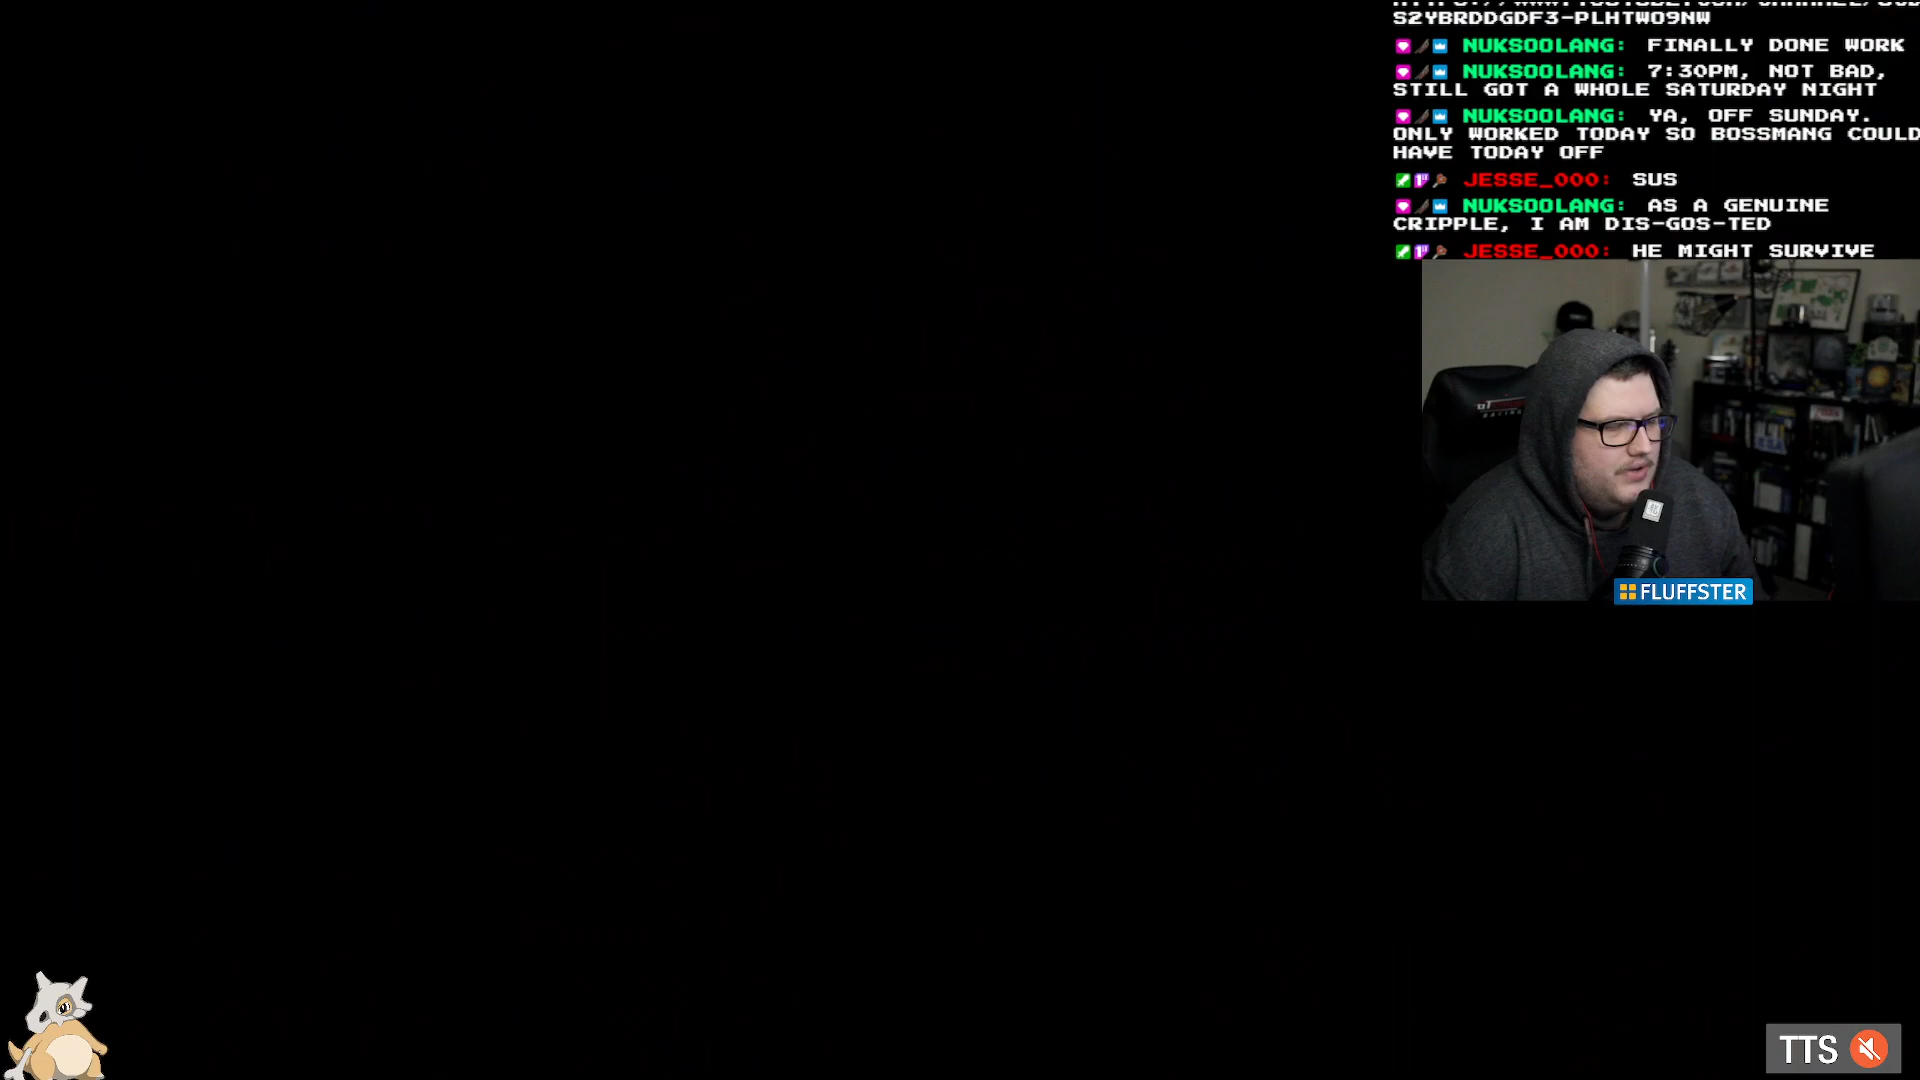 S2YBRDDGDF3-PLHTWO9NW
NUKSOOLANG: FINALLY DONE WORK
NUKSOOLANG: 7:30PM, NOT BAD,
STILL GOT A WHOLE SATURDAY NIGHT
NUKSOOLANG: YA, OFF SUNDAY.
ONLY WORKED TODAY SO BOSSMANG COULD
HAVE TODAY OFF
JESSE_000: SUS
NUKSOOLANG: AS A GENUINE
CRIPPLE, I AM DIS-GOS-TED
JESSE_000: HE MIGHT SURVIVE
FLUFFSTER
TTS